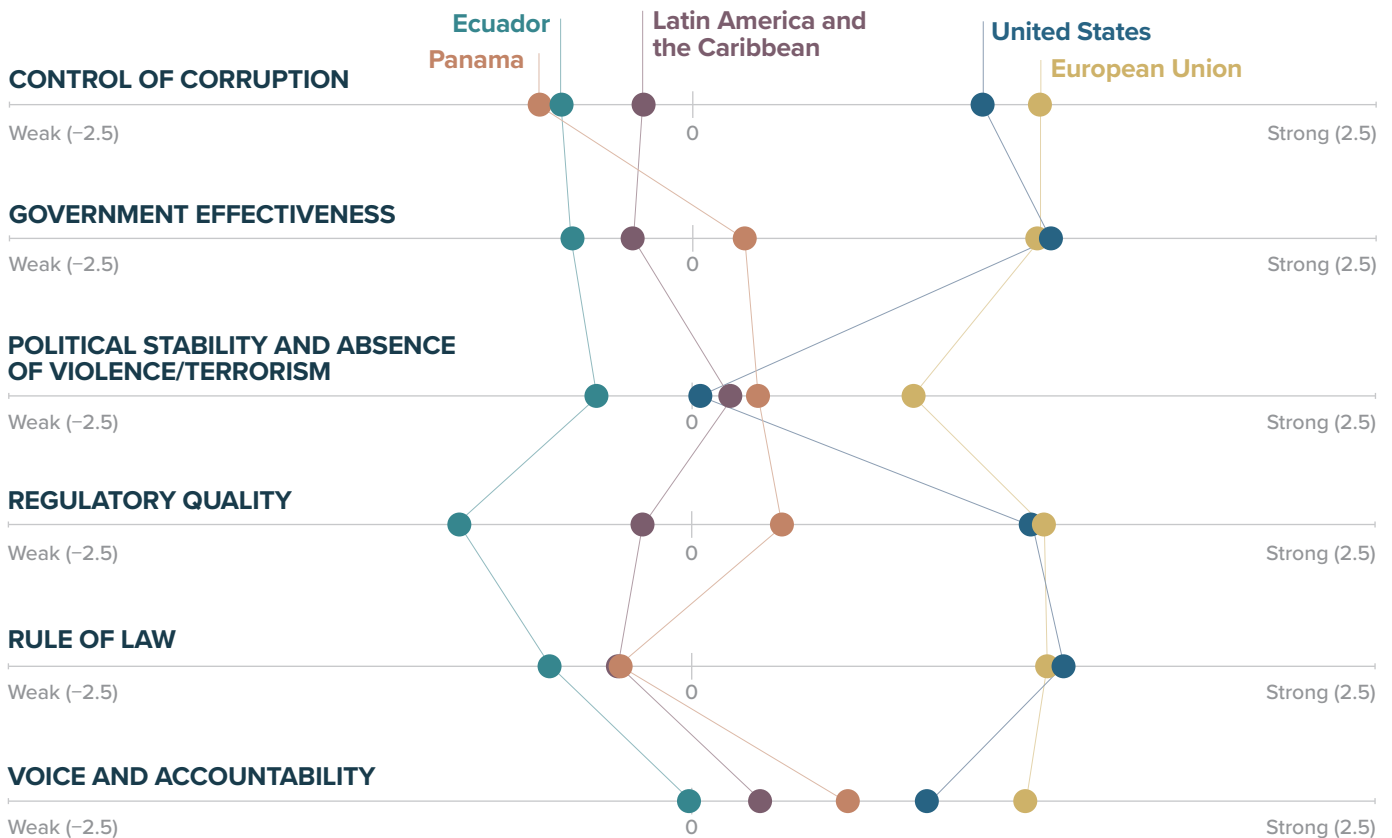 Ecuador
Panama
Latin America and
the Caribbean
United States
European Union
CONTROL OF CORRUPTION
Weak (−2.5)
0
Strong (2.5)
GOVERNMENT EFFECTIVENESS
Weak (−2.5)
0
Strong (2.5)
POLITICAL STABILITY AND ABSENCE
OF VIOLENCE/TERRORISM
Weak (−2.5)
0
Strong (2.5)
REGULATORY QUALITY
Weak (−2.5)
0
Strong (2.5)
RULE OF LAW
Weak (−2.5)
0
Strong (2.5)
VOICE AND ACCOUNTABILITY
Weak (−2.5)
0
Strong (2.5)